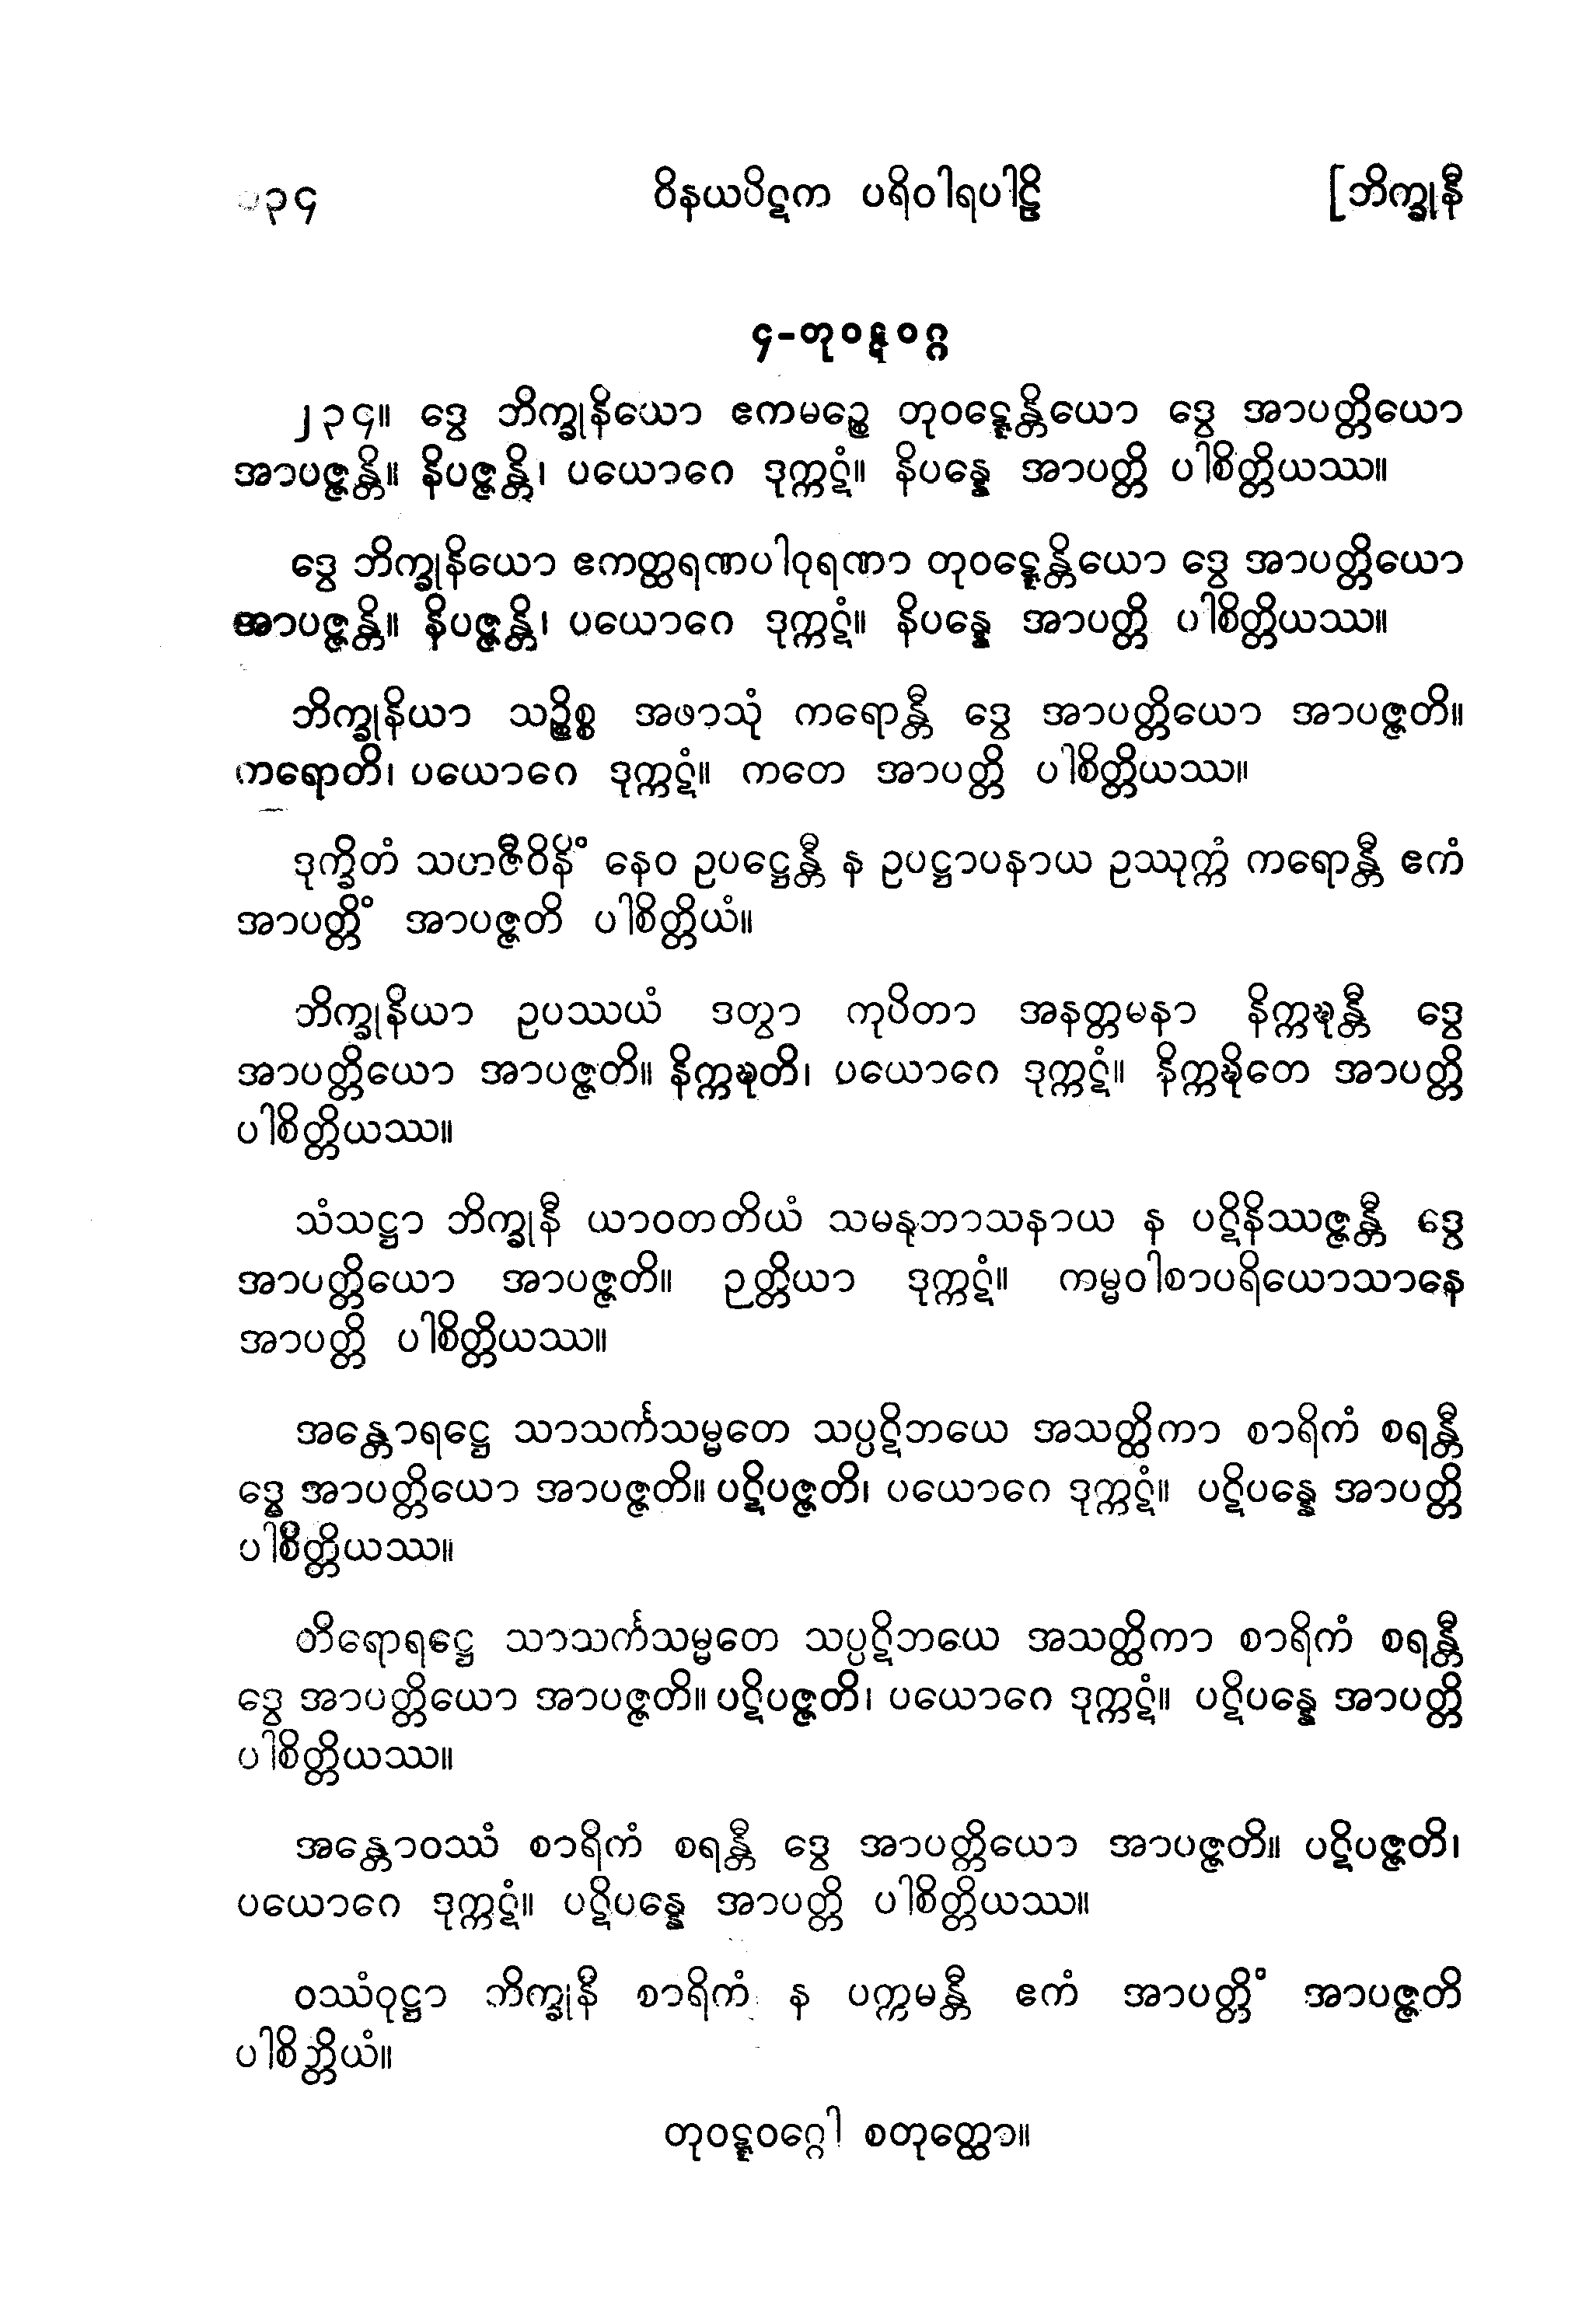 ၁၃၄ ဝိနယပိဋက ပရိဝါရပါဠိ [ဘိက္ခုနီ
၄-တုဝဋ္ဋဝဂ္ဂ
၂၃၄။ ဒွေ ဘိက္ခုနိယော ဧကမဉ္စေ တုဝဋ္ဋေန္တိယော ဒွေ အာပတ္တိယော
အာပဇ္ဇန္တိ။ နိပဇ္ဇန္တိ၊ ပယောဂေ ဒုက္ကဋံ။ နိပန္နေ အာပတ္တိ ပါစိတ္တိယဿ။
ဒွေ ဘိက္ခုနိယော ဧကတ္ထရဏပါဝုရဏာ တုဝဋ္ဋေန္တိယော ဒွေ အာပတ္တိယော
အာပဇ္ဇန္တိ။ နိပဇ္ဇန္တိ၊ ပယောဂေ ဒုက္ကဋံ။ နိပန္နေ အာပတ္တိ ပါစိတ္တိယဿ။
ဘိက္ခုနိယာ သဉ္စိစ္စ အဖာသုံ ကရောန္တီ ဒွေ အာပတ္တိယော အာပဇ္ဇတိ။
ကရောတိ၊ ပယောဂေ ဒုက္ကဋံ။ ကတေ အာပတ္တိ ပါစိတ္တိယဿ။
ဒုက္ခိတံ သဟဇီဝိနိံ နေဝ ဥပဋ္ဌေန္တီ န ဥပဋ္ဌာပနာယ ဥဿုက္ကံ ကရောန္တီ ဧကံ
အာပတ္တိံ အာပဇ္ဇတိ ပါစိတ္တိယံ။
ဘိက္ခုနိယာ ဥပဿယံ ဒတွာ ကုပိတာ အနတ္တမနာ နိက္ကဍ္ဎန္တီ ဒွေ
အာပတ္တိယော အာပဇ္ဇတိ။ နိက္ကဍ္ဎတိ၊ ပယောဂေ ဒုက္ကဋံ။ နိက္ကဍ္ဎိတေ အာပတ္တိ
ပါစိတ္တိယဿ။
သံသဋ္ဌာ ဘိက္ခုနီ ယာဝတတိယံ သမနုဘာသနာယ န ပဋိနိဿဇ္ဇန္တီ ဒွေ
အာပတ္တိယော အာပဇ္ဇတိ။ ဉတ္တိယာ ဒုက္ကဋံ။ ကမ္မဝါစာပရိယောသာနေ
အာပတ္တိ ပါစိတ္တိယဿ။
အန္တောရဋ္ဌေ သာသင်္ကသမ္မတေ သပ္ပဋိဘယေ အသတ္ထိကာ စာရိကံ စရန္တီ
ဒွေ အာပတ္တိယော အာပဇ္ဇတိ။ ပဋိပဇ္ဇတိ၊ ပယောဂေ ဒုက္ကဋံ။ ပဋိပန္နေ အာပတ္တိ
ပါစိတ္တိယဿ။
တိရောရဋ္ဌေ သာသင်္ကသမ္မတေ သပ္ပဋိဘယေ အသတ္ထိကာ စာရိကံ စရန္တီ
ဒွေ အာပတ္တိယော အာပဇ္ဇတိ။ ပဋိပဇ္ဇတိ၊ ပယောဂေ ဒုက္ကဋံ။ ပဋိပန္နေ အာပတ္တိ
ပါစိတ္တိယဿ။
အန္တောဝဿံ စာရိကံ စရန္တီ ဒွေ အာပတ္တိယော အာပဇ္ဇတိ။ ပဋိပဇ္ဇတိ၊
ပယောဂေ ဒုက္ကဋံ။ ပဋိပန္နေ အာပတ္တိ ပါစိတ္တိယဿ။
ဝဿံဝုဋ္ဌာ ဘိက္ခုနီ စာရိကံ န ပက္ကမန္တီ ဧကံ အာပတ္တိံ အာပဇ္ဇတိ
ပါစိတ္တိယံ။
တုဝဋ္ဋဝဂ္ဂေါ စတုတ္ထော။